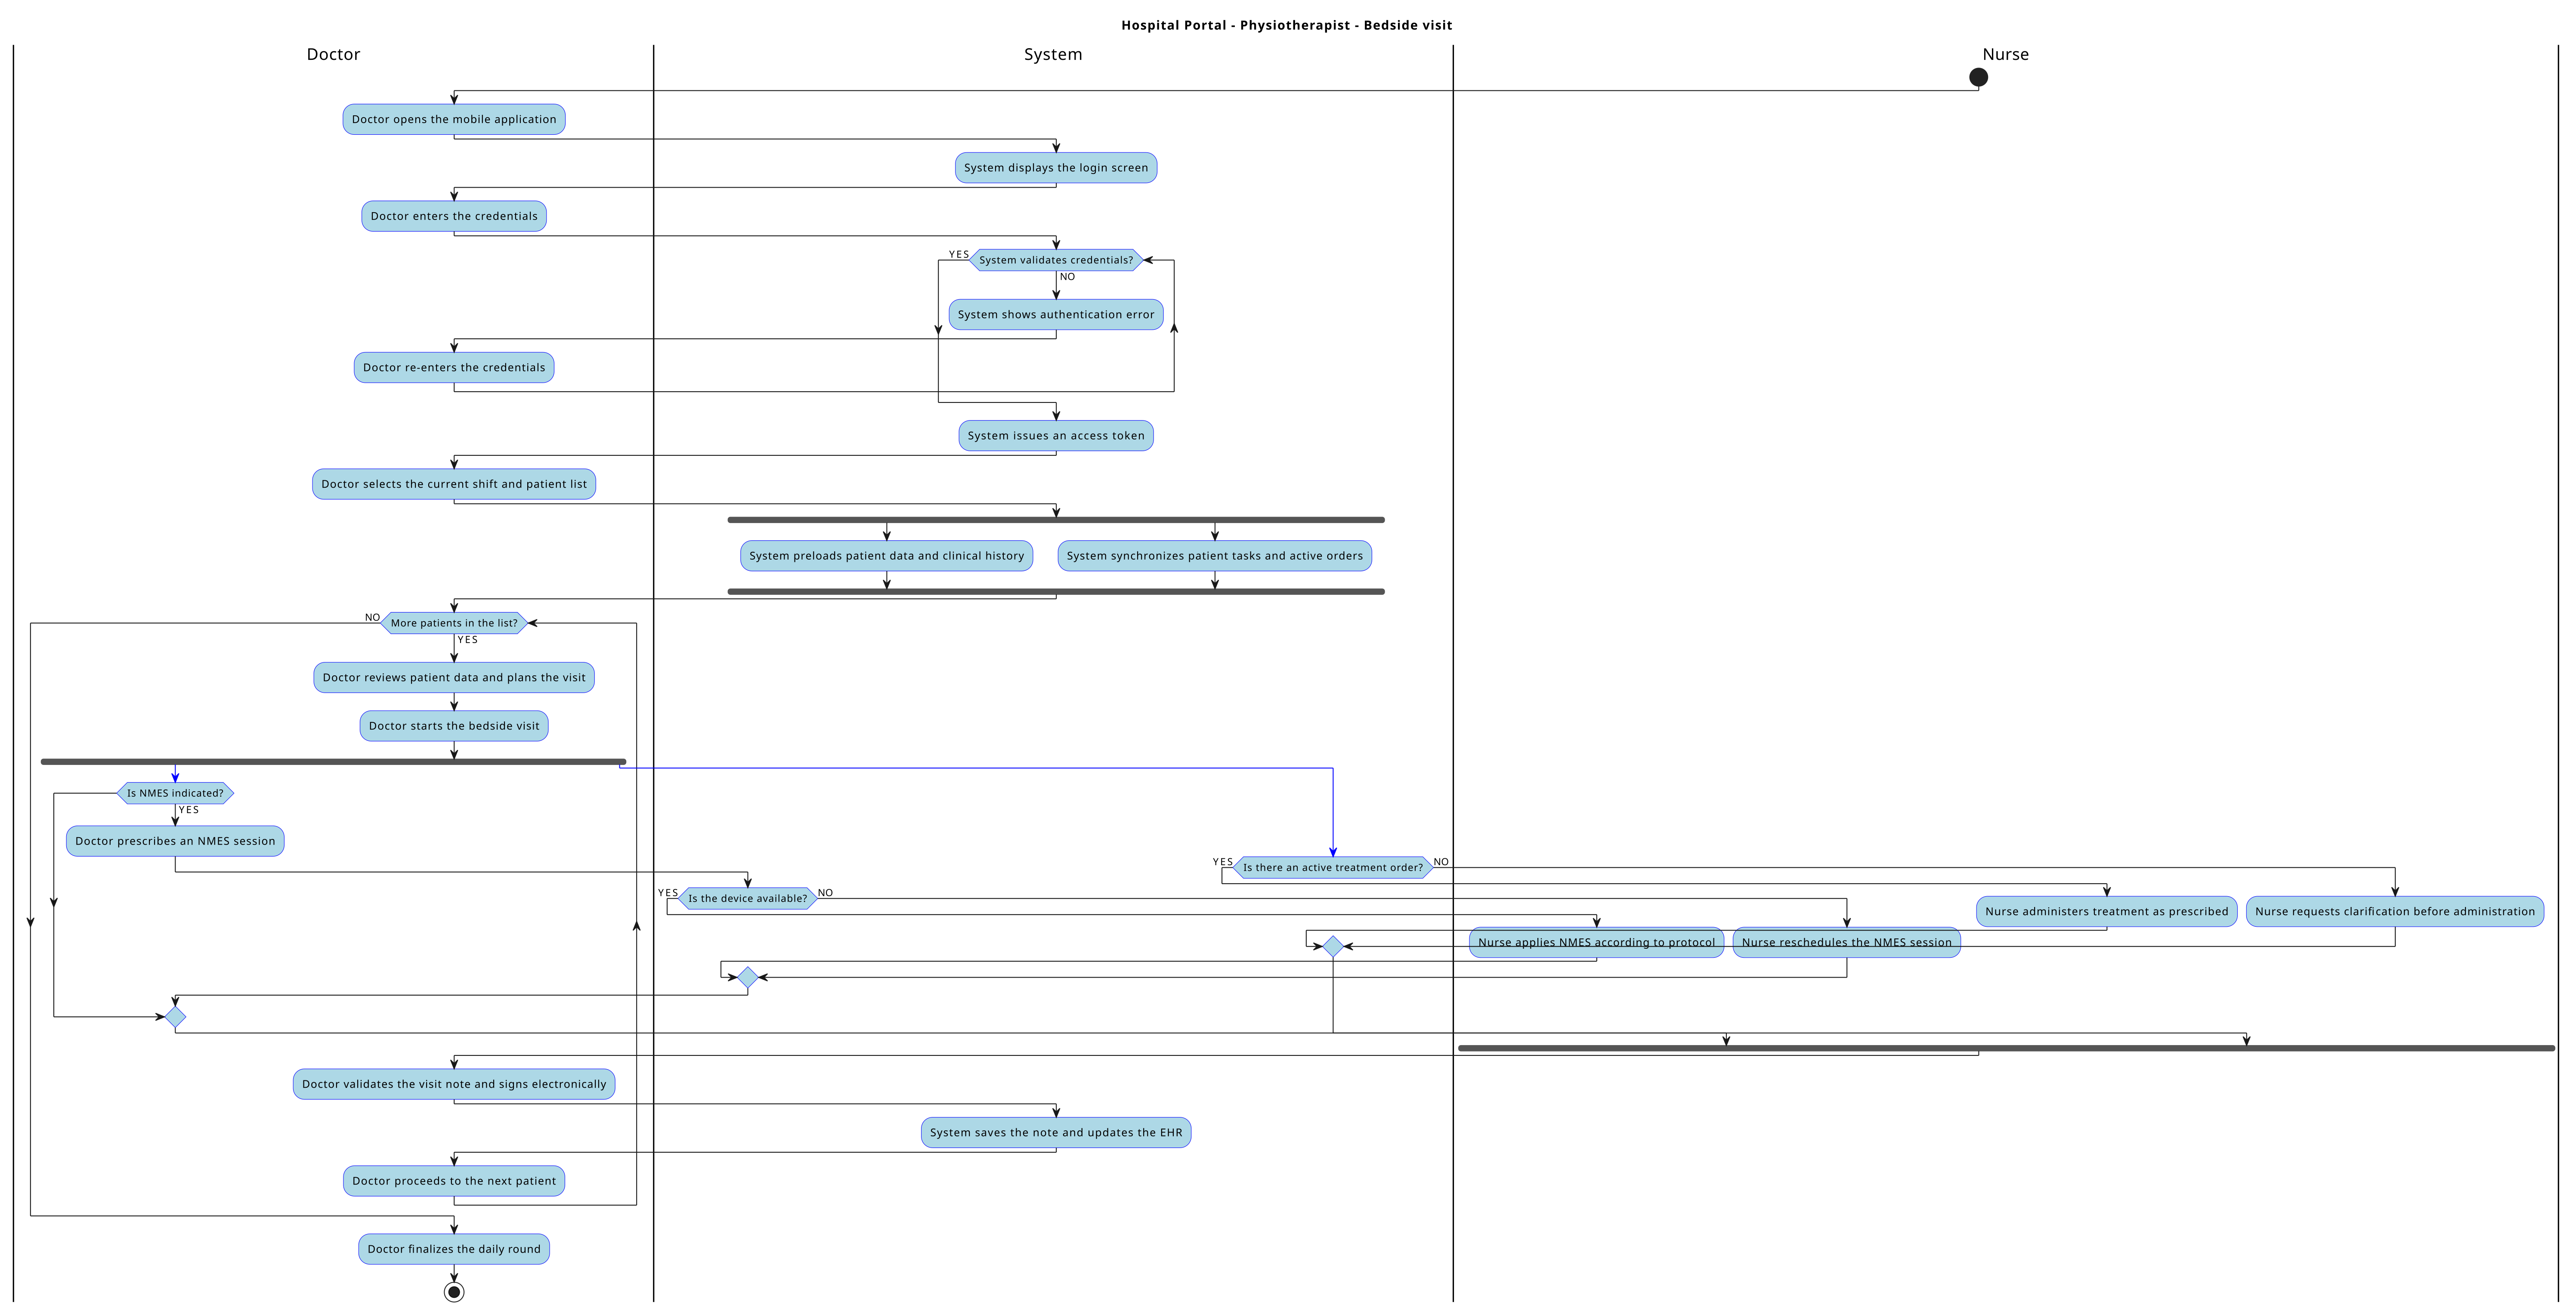 Hospital Portal - Physiotherapist - Bedside visit
Doctor
System
Nurse
Doctor opens the mobile application
System displays the login screen
Doctor enters the credentials
YES
System validates credentials?
NO
System shows authentication error
Doctor re-enters the credentials
System issues an access token
Doctor selects the current shift and patient list
System preloads patient data and clinical history
System synchronizes patient tasks and active orders
NO
More patients in the list?
YES
Doctor reviews patient data and plans the visit
Doctor starts the bedside visit
Is NMES indicated?
YES
Doctor prescribes an NMES session
YES
Is there an active treatment order?
NO
YES
Is the device available?
NO
Nurse administers treatment as prescribed
Nurse requests clarification before administration
Nurse applies NMES according to protocol
Nurse reschedules the NMES session
Doctor validates the visit note and signs electronically
System saves the note and updates the EHR
Doctor proceeds to the next patient
Doctor finalizes the daily round